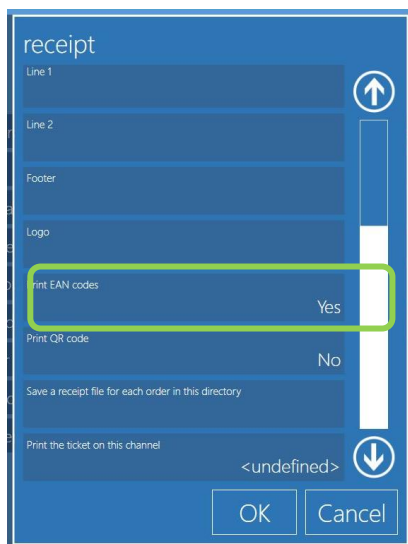 receipt
Line 1
Line 2
Footer
Logo
Print EAN codes
Yes
Print QR code
No
Save a receipt file for each order in this directory
Print the ticket on this channel
<undefined>
OK
Cancel